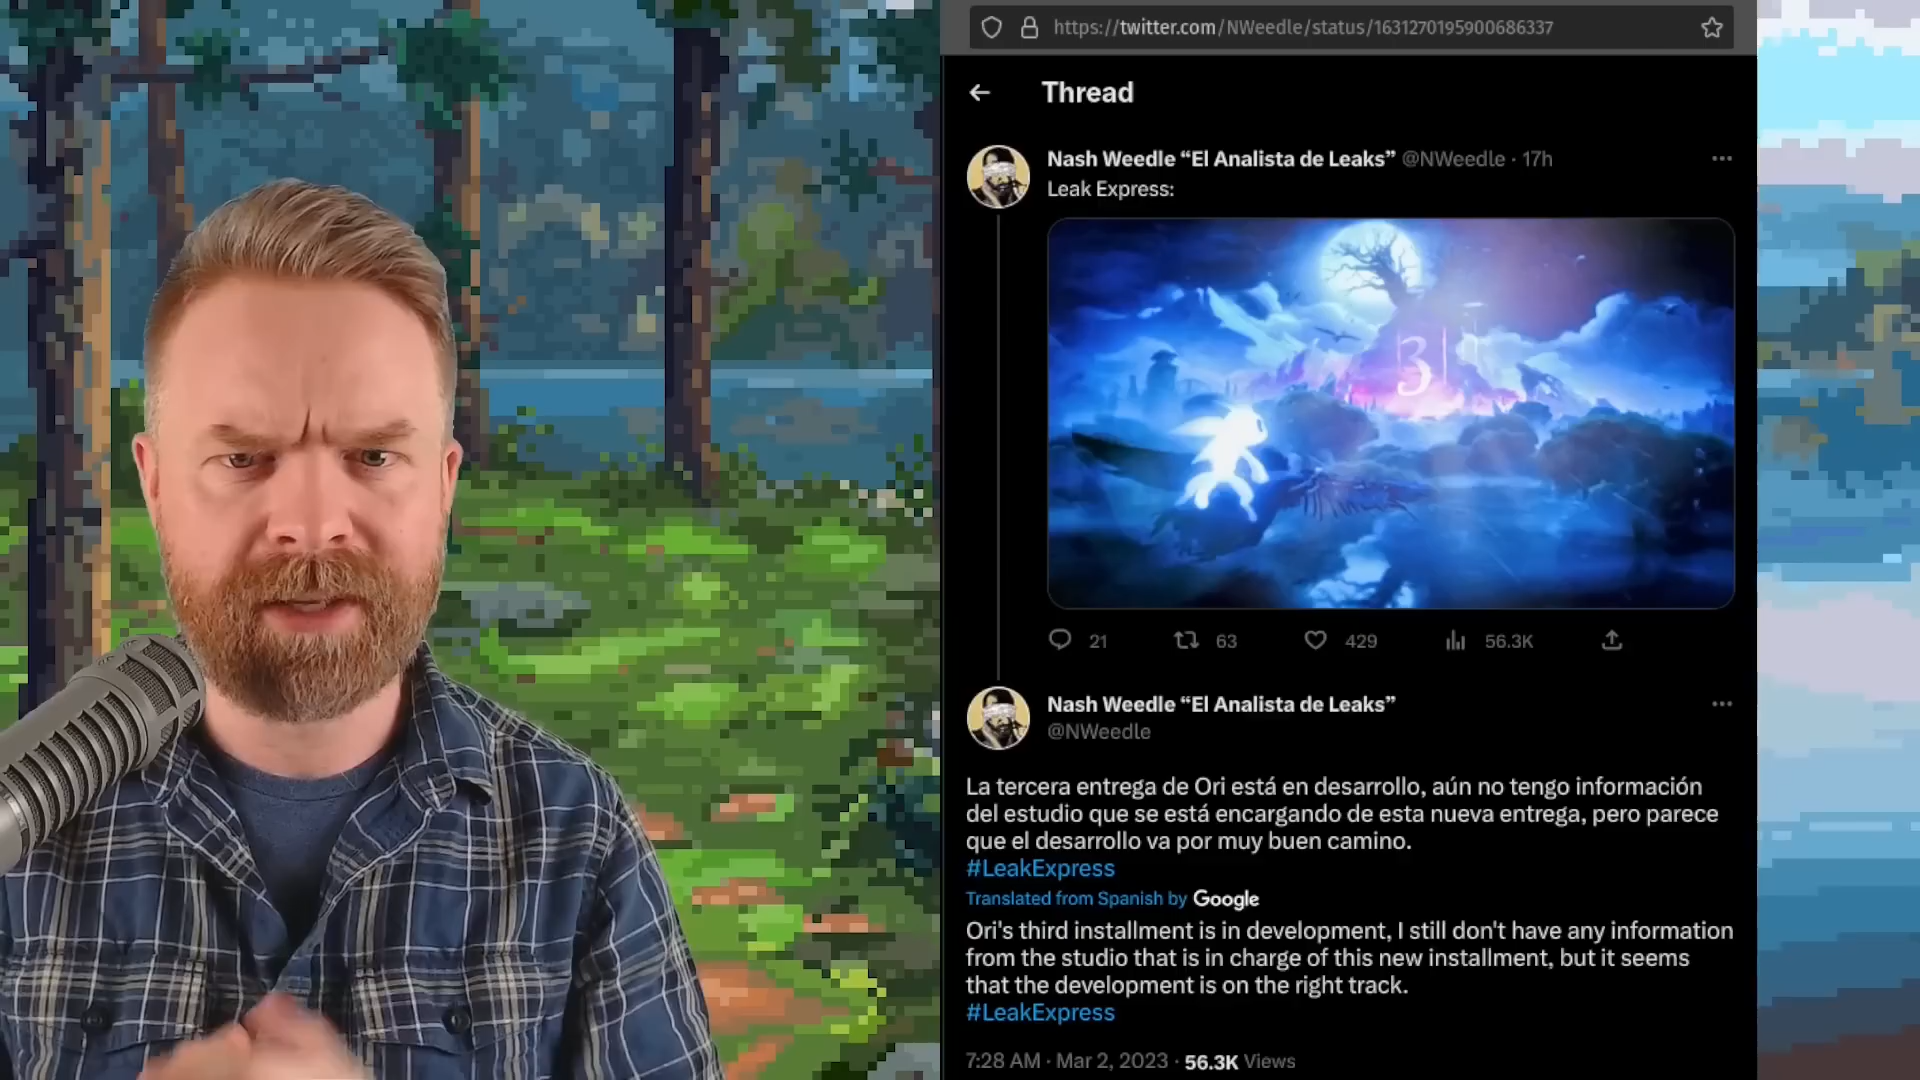 https://twitter.com/NWeedle/status/1631270195900686337
Thread
Nash Weedle “El Analista de Leaks” @NWeedle · 17h
Leak Express:
3
21 63 429 56.3K
Nash Weedle “El Analista de Leaks”
@NWeedle
La tercera entrega de Ori está en desarrollo, aún no tengo información
del estudio que se está encargando de esta nueva entrega, pero parece
que el desarrollo va por muy buen camino.
#LeakExpress
Translated from Spanish by Google
Ori's third installment is in development, I still don't have any information
from the studio that is in charge of this new installment, but it seems
that the development is on the right track.
#LeakExpress
7:28 AM · Mar 2, 2023 · 56.3K Views